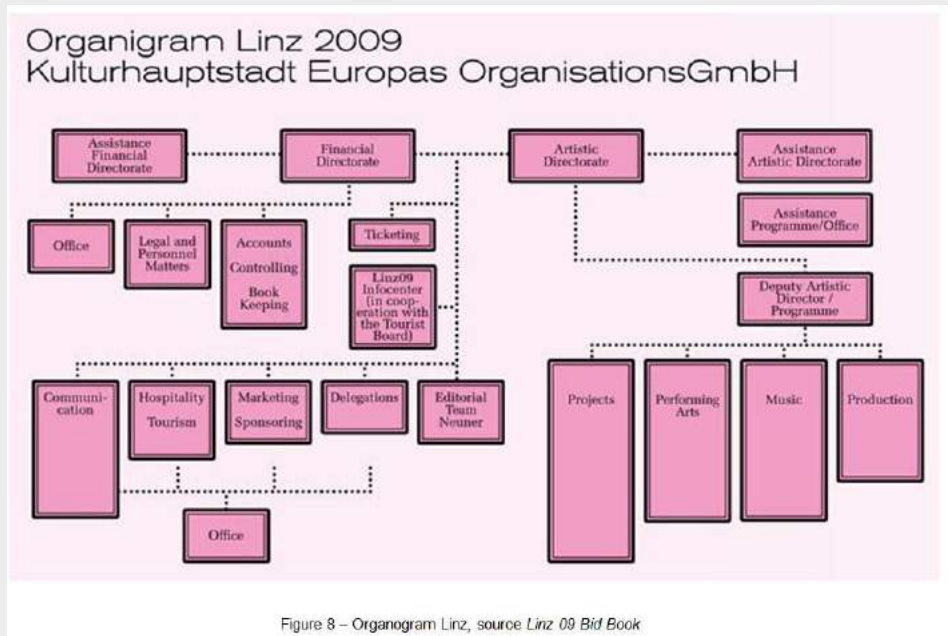 Organigram Linz 2009
Kulturhauptstadt Europas OrganisationsGmbH
Assistance
Financial
Directorate
Financial
Directorate
Artistic
Directorate
Assistance
Artistic Directorate
Assistance
Programme/Office
Office
Legal and
Personnel
Matters
Accounts
Controlling
Book
Keeping
Ticketing
Linz09
Infocenter
(in coop-
eration with
the Tourist
Board)
Deputy Artistic
Director /
Programme
Communi-
cation
Hospitality
Tourism
Marketing
Sponsoring
Delegations
Editorial
Team
Neuner
Projects
Performing
Arts
Music
Production
Office
Figure 8 – Organogram Linz, source Linz 09 Bid Book